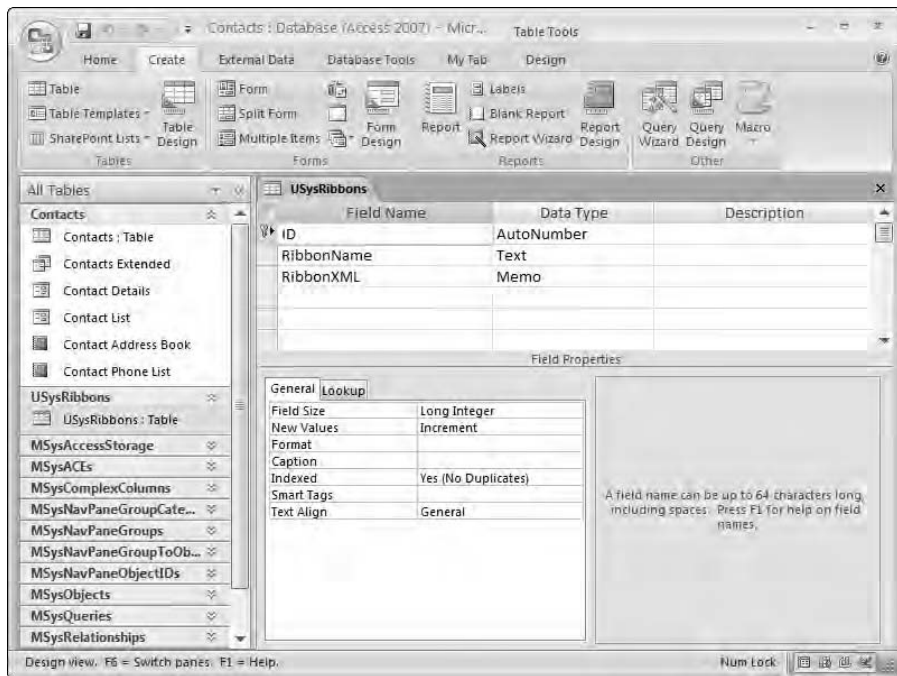 Contacts : Database (Access 2007) - Micr... Table Tools
Home Create External Data Database Tools My Tab Design
Table
Table Templates
SharePoint Lists
Table Design
Tables
Form
Split Form
Multiple Items
Form Design
Forms
Report
Labels
Blank Report
Report Wizard
Report Design
Reports
Query Wizard
Query Design
Macro
Other
All Tables
Contacts
Contacts : Table
Contacts Extended
Contact Details
Contact List
Contact Address Book
Contact Phone List
USysRibbons
USysRibbons : Table
MSysAccessStorage
MSysACEs
MSysComplexColumns
MSysNavPaneGroupCate...
MSysNavPaneGroups
MSysNavPaneGroupToOb...
MSysNavPaneObjectIDs
MSysObjects
MSysQueries
MSysRelationships
USysRibbons
Field Name Data Type Description
ID AutoNumber
RibbonName Text
RibbonXML Memo
Field Properties
General Lookup
Field Size Long Integer
New Values Increment
Format
Caption
Indexed Yes (No Duplicates)
Smart Tags
Text Align General
A field name can be up to 64 characters long,
including spaces. Press F1 for help on field
names.
Design view. F6 = Switch panes. F1 = Help.
Num Lock